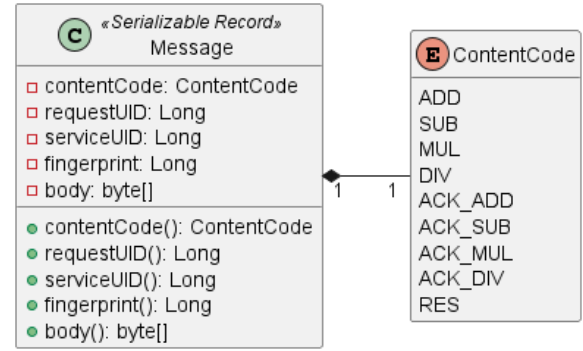 C
«Serializable Record»
Message
contentCode: ContentCode
requestUID: Long
serviceUID: Long
fingerprint: Long
body: byte[]
contentCode(): ContentCode
requestUID(): Long
serviceUID(): Long
fingerprint(): Long
body(): byte[]
1
1
E ContentCode
ADD
SUB
MUL
DIV
ACK_ADD
ACK_SUB
ACK_MUL
ACK_DIV
RES